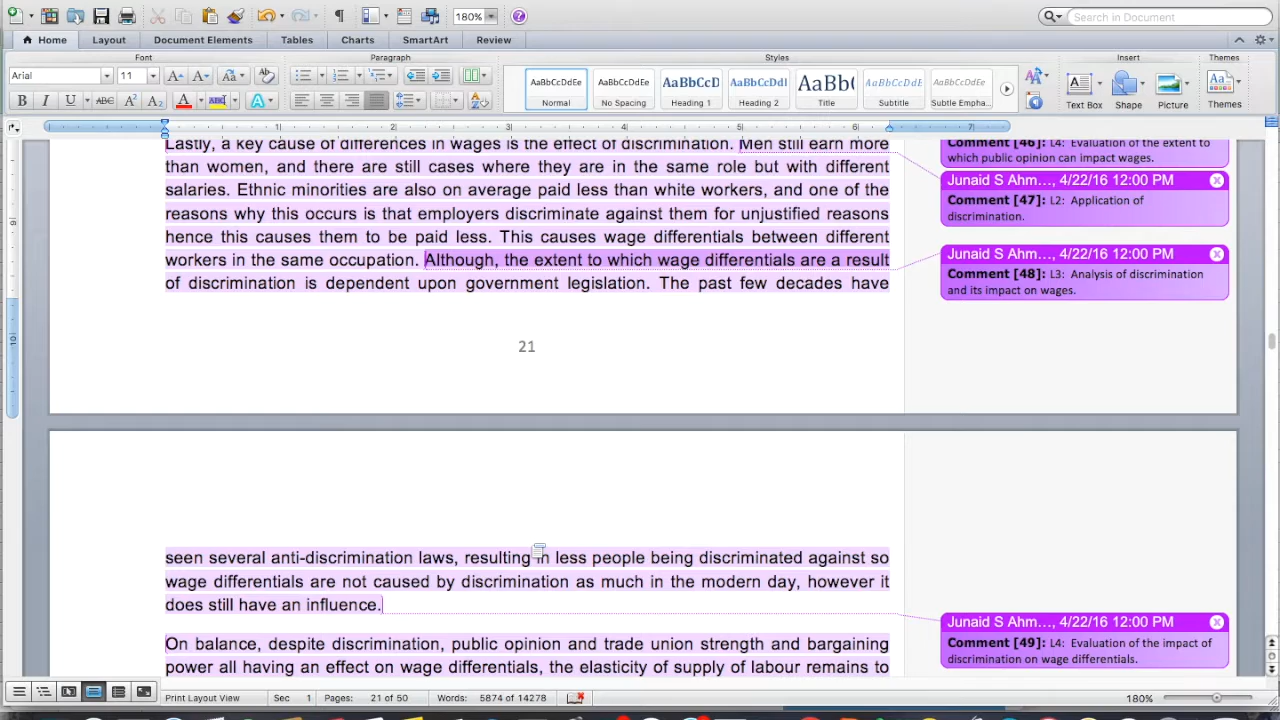 180%
Search in Document
Home
Layout
Document Elements
Tables
Charts
SmartArt
Review
Font
Paragraph
Styles
Insert
Themes
Arial
11
AaBbCcDdEe
Normal
AaBbCcDdEe
No Spacing
AaBbCcD
Heading 1
AaBbCcDdE
Heading 2
AaBb(
Title
AaBbCcDdE
Subtitle
AaBbCcDdEe
Subtle Empha...
Text Box
Shape
Picture
Themes
Lastly, a key cause of differences in wages is the effect of discrimination. Men still earn more
than women, and there are still cases where they are in the same role but with different
salaries. Ethnic minorities are also on average paid less than white workers, and one of the
reasons why this occurs is that employers discriminate against them for unjustified reasons
hence this causes them to be paid less. This causes wage differentials between different
workers in the same occupation. Although, the extent to which wage differentials are a result
of discrimination is dependent upon government legislation. The past few decades have
21
Comment [46]: L4: Evaluation of the extent to
which public opinion can impact wages.
Junaid S Ahm..., 4/22/16 12:00 PM
Comment [47]: L2: Application of
discrimination.
Junaid S Ahm..., 4/22/16 12:00 PM
Comment [48]: L3: Analysis of discrimination
and its impact on wages.
seen several anti-discrimination laws, resulting in less people being discriminated against so
wage differentials are not caused by discrimination as much in the modern day, however it
does still have an influence.
On balance, despite discrimination, public opinion and trade union strength and bargaining
power all having an effect on wage differentials, the elasticity of supply of labour remains to
Junaid S Ahm..., 4/22/16 12:00 PM
Comment [49]: L4: Evaluation of the impact of
discrimination on wage differentials.
Print Layout View
Sec 1
Pages: 21 of 50
Words: 5874 of 14278
180%